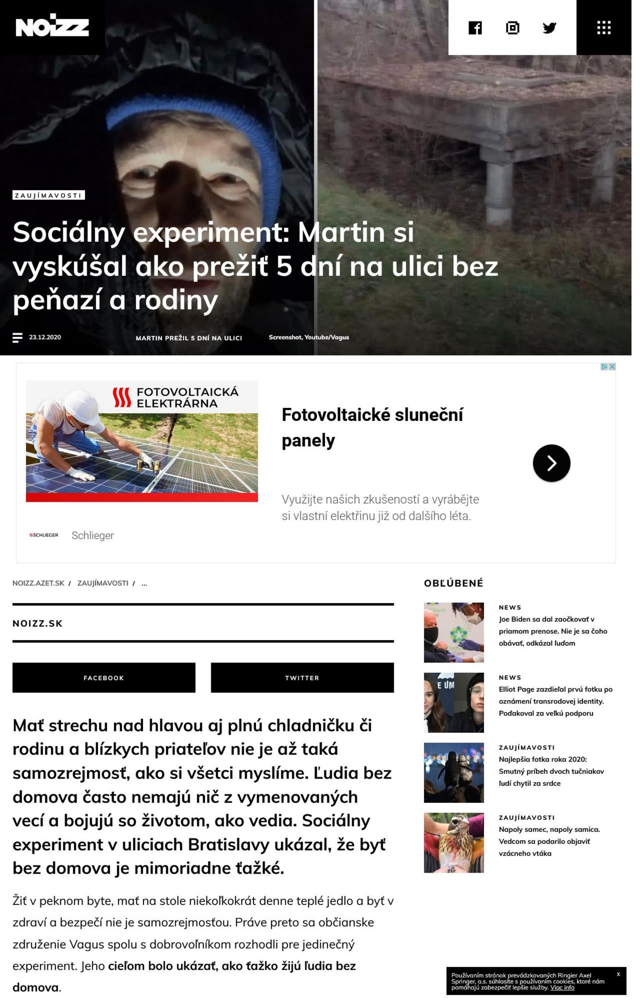 NOIZZ
ZAUJÍMAVOSTI
Sociálny experiment: Martin si
vyskúšal ako prežiť 5 dní na ulici bez
peňazí a rodiny
23.12.2020
MARTIN PREŽIL 5 DNÍ NA ULICI
Screenshot, Youtube/Vagus
FOTOVOLTAICKÁ
ELEKTRÁRNA
Fotovoltaické sluneční
panely
Využijte našich zkušeností a vyrábějte
si vlastní elektřinu již od dalšího léta.
SCHLIEGER
Schlieger
NOIZZ.AZET.SK / ZAUJÍMAVOSTI / ...
NOIZZ.SK
FACEBOOK
TWITTER
Mať strechu nad hlavou aj plnú chladničku či
rodinu a blízkych priateľov nie je až taká
samozrejmosť, ako si všetci myslíme. Ľudia bez
domova často nemajú nič z vymenovaných
vecí a bojujú so životom, ako vedia. Sociálny
experiment v uliciach Bratislavy ukázal, že byť
bez domova je mimoriadne ťažké.
Žiť v peknom byte, mať na stole niekoľkokrát denne teplé jedlo a byť v
zdraví a bezpečí nie je samozrejmosťou. Práve preto sa občianske
združenie Vagus spolu s dobrovoľníkom rozhodli pre jedinečný
experiment. Jeho cieľom bolo ukázať, ako ťažko žijú ľudia bez
domova.
OBĽÚBENÉ
NEWS
Joe Biden sa dal zaočkovať v
priamom prenose. Nie je sa čoho
obávať, odkázal ľuďom
E ÚM
NEWS
Elliot Page zazdieľal prvú fotku po
oznámení transrodovej identity.
Poďakoval za veľkú podporu
ZAUJÍMAVOSTI
Najlepšia fotka roka 2020:
Smutný príbeh dvoch tučniakov
ľudí chytil za srdce
ZAUJÍMAVOSTI
Napoly samec, napoly samica.
Vedcom sa podarilo objaviť
vzácneho vtáka
Používaním stránok prevádzkovaných Ringier Axel
Springer, a.s. súhlasíte s používaním cookies, ktoré nám
pomáhajú zabezpečiť lepšie služby. Viac info
x